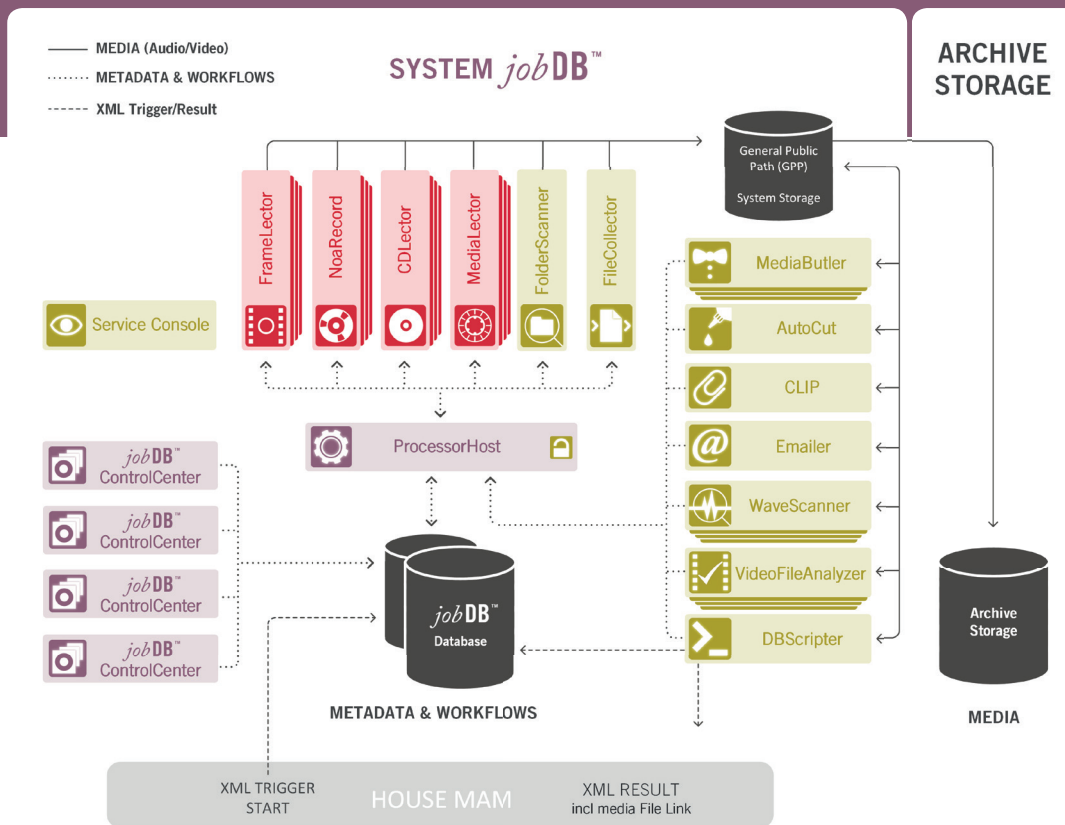 MEDIA (Audio/Video)
METADATA & WORKFLOWS
XML Trigger/Result
SYSTEM jobDB™
ARCHIVE
STORAGE
General Public
Path (GPP)
System Storage
FrameLector
NoaRecord
CDLector
MediaLector
FolderScanner
FileCollector
Service Console
MediaButler
AutoCut
CLIP
Emailer
WaveScanner
VideoFileAnalyzer
DBScripter
ProcessorHost
jobDB™
ControlCenter
jobDB™
ControlCenter
jobDB™
ControlCenter
jobDB™
ControlCenter
jobDB™
Database
METADATA & WORKFLOWS
Archive
Storage
MEDIA
XML TRIGGER
START
HOUSE MAM
XML RESULT
incl media File Link